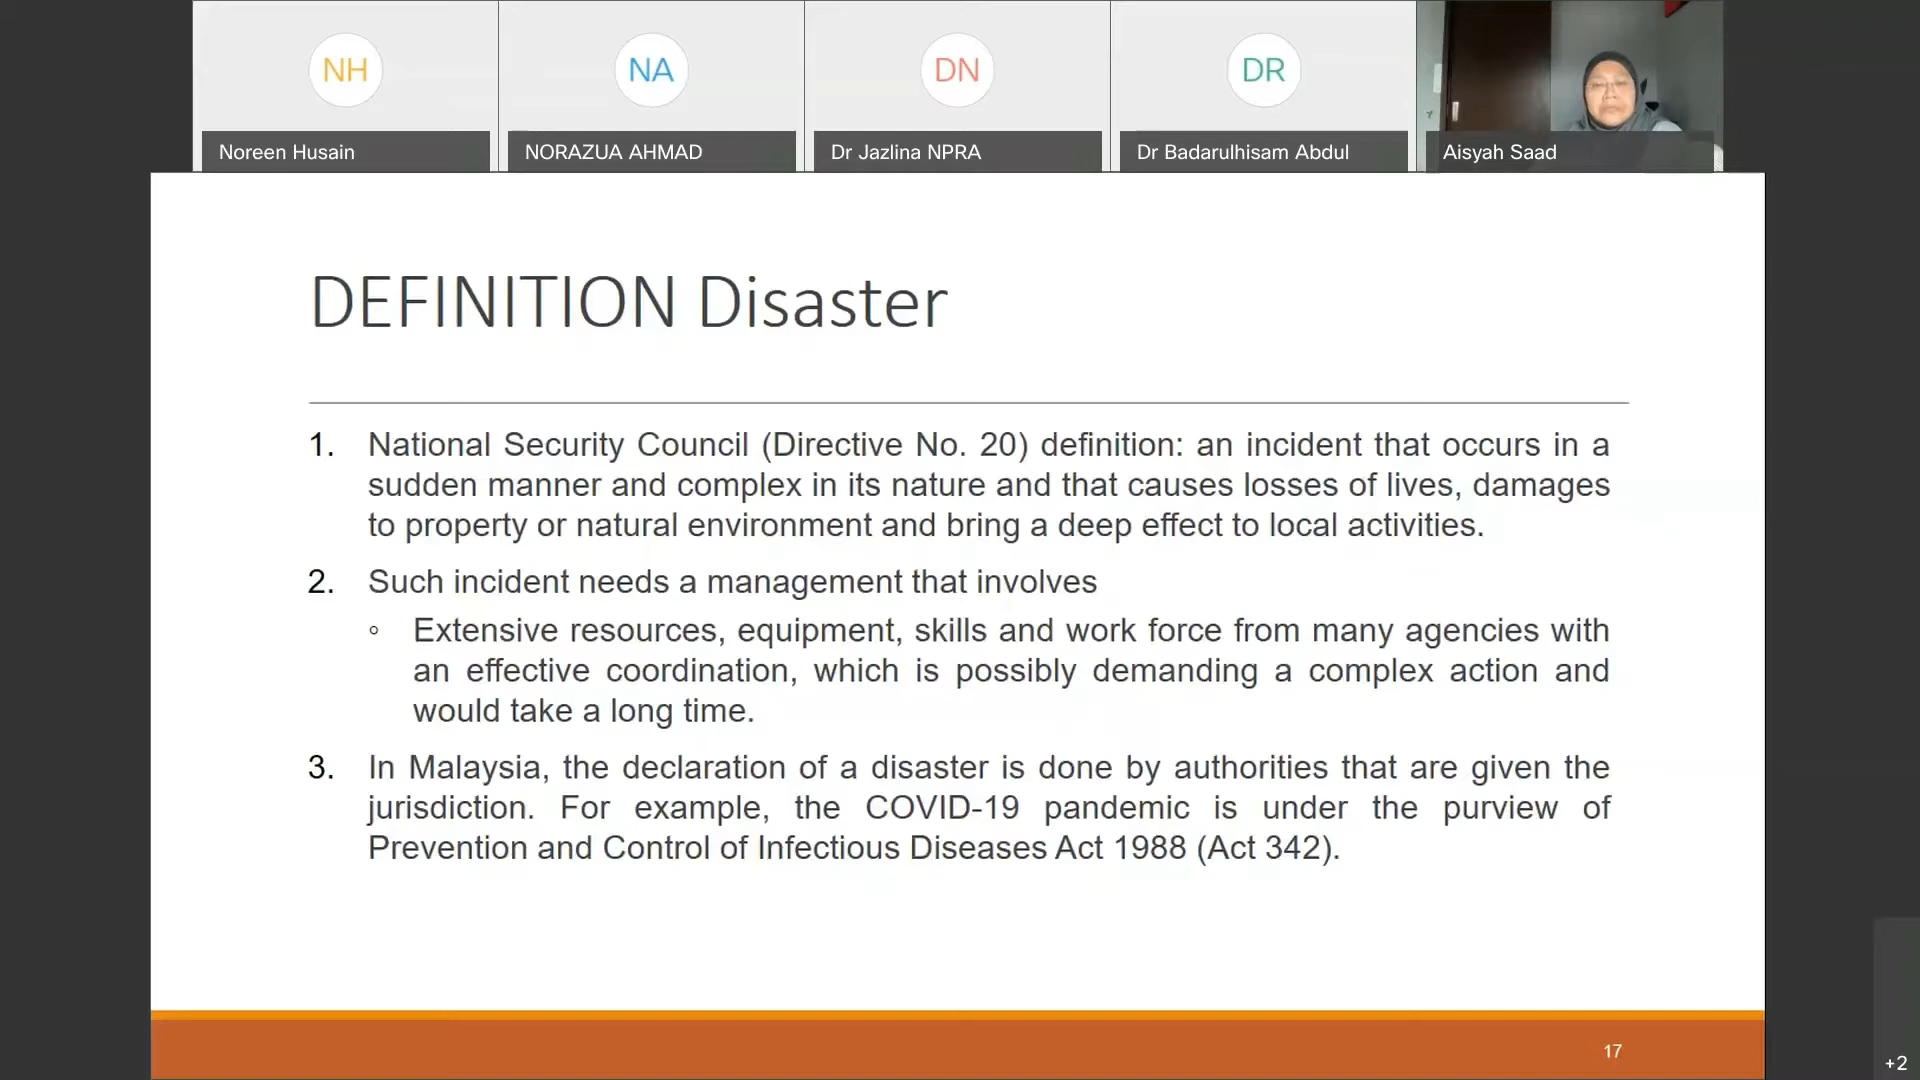 NH
NA
DN
DR
Noreen Husain
NORAZUA AHMAD
Dr Jazlina NPRA
Dr Badarulhisam Abdul
Aisyah Saad
DEFINITION Disaster
1. National Security Council (Directive No. 20) definition: an incident that occurs in a
sudden manner and complex in its nature and that causes losses of lives, damages
to property or natural environment and bring a deep effect to local activities.
2. Such incident needs a management that involves
◦ Extensive resources, equipment, skills and work force from many agencies with
an effective coordination, which is possibly demanding a complex action and
would take a long time.
3. In Malaysia, the declaration of a disaster is done by authorities that are given the
jurisdiction. For example, the COVID-19 pandemic is under the purview of
Prevention and Control of Infectious Diseases Act 1988 (Act 342).
17
+2